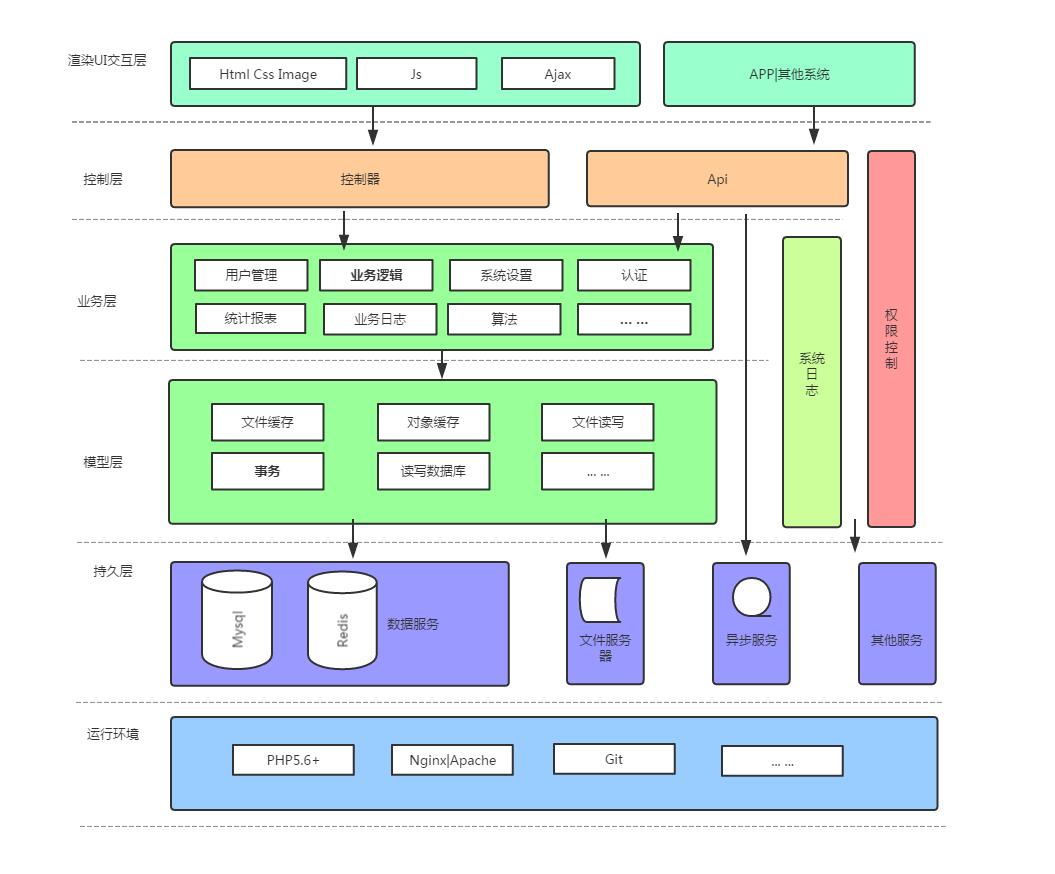 渲染UI交互层
Html Css Image
Js
Ajax
APP|其他系统
控制层
控制器
Api
业务层
用户管理
业务逻辑
系统设置
认证
统计报表
业务日志
算法
... ...
系统
日
志
权
限
控
制
模型层
文件缓存
对象缓存
文件读写
事务
读写数据库
... ...
持久层
Mysql
Redis
数据服务
文件服务
器
异步服务
其他服务
运行环境
PHP5.6+
Nginx|Apache
Git
... ...